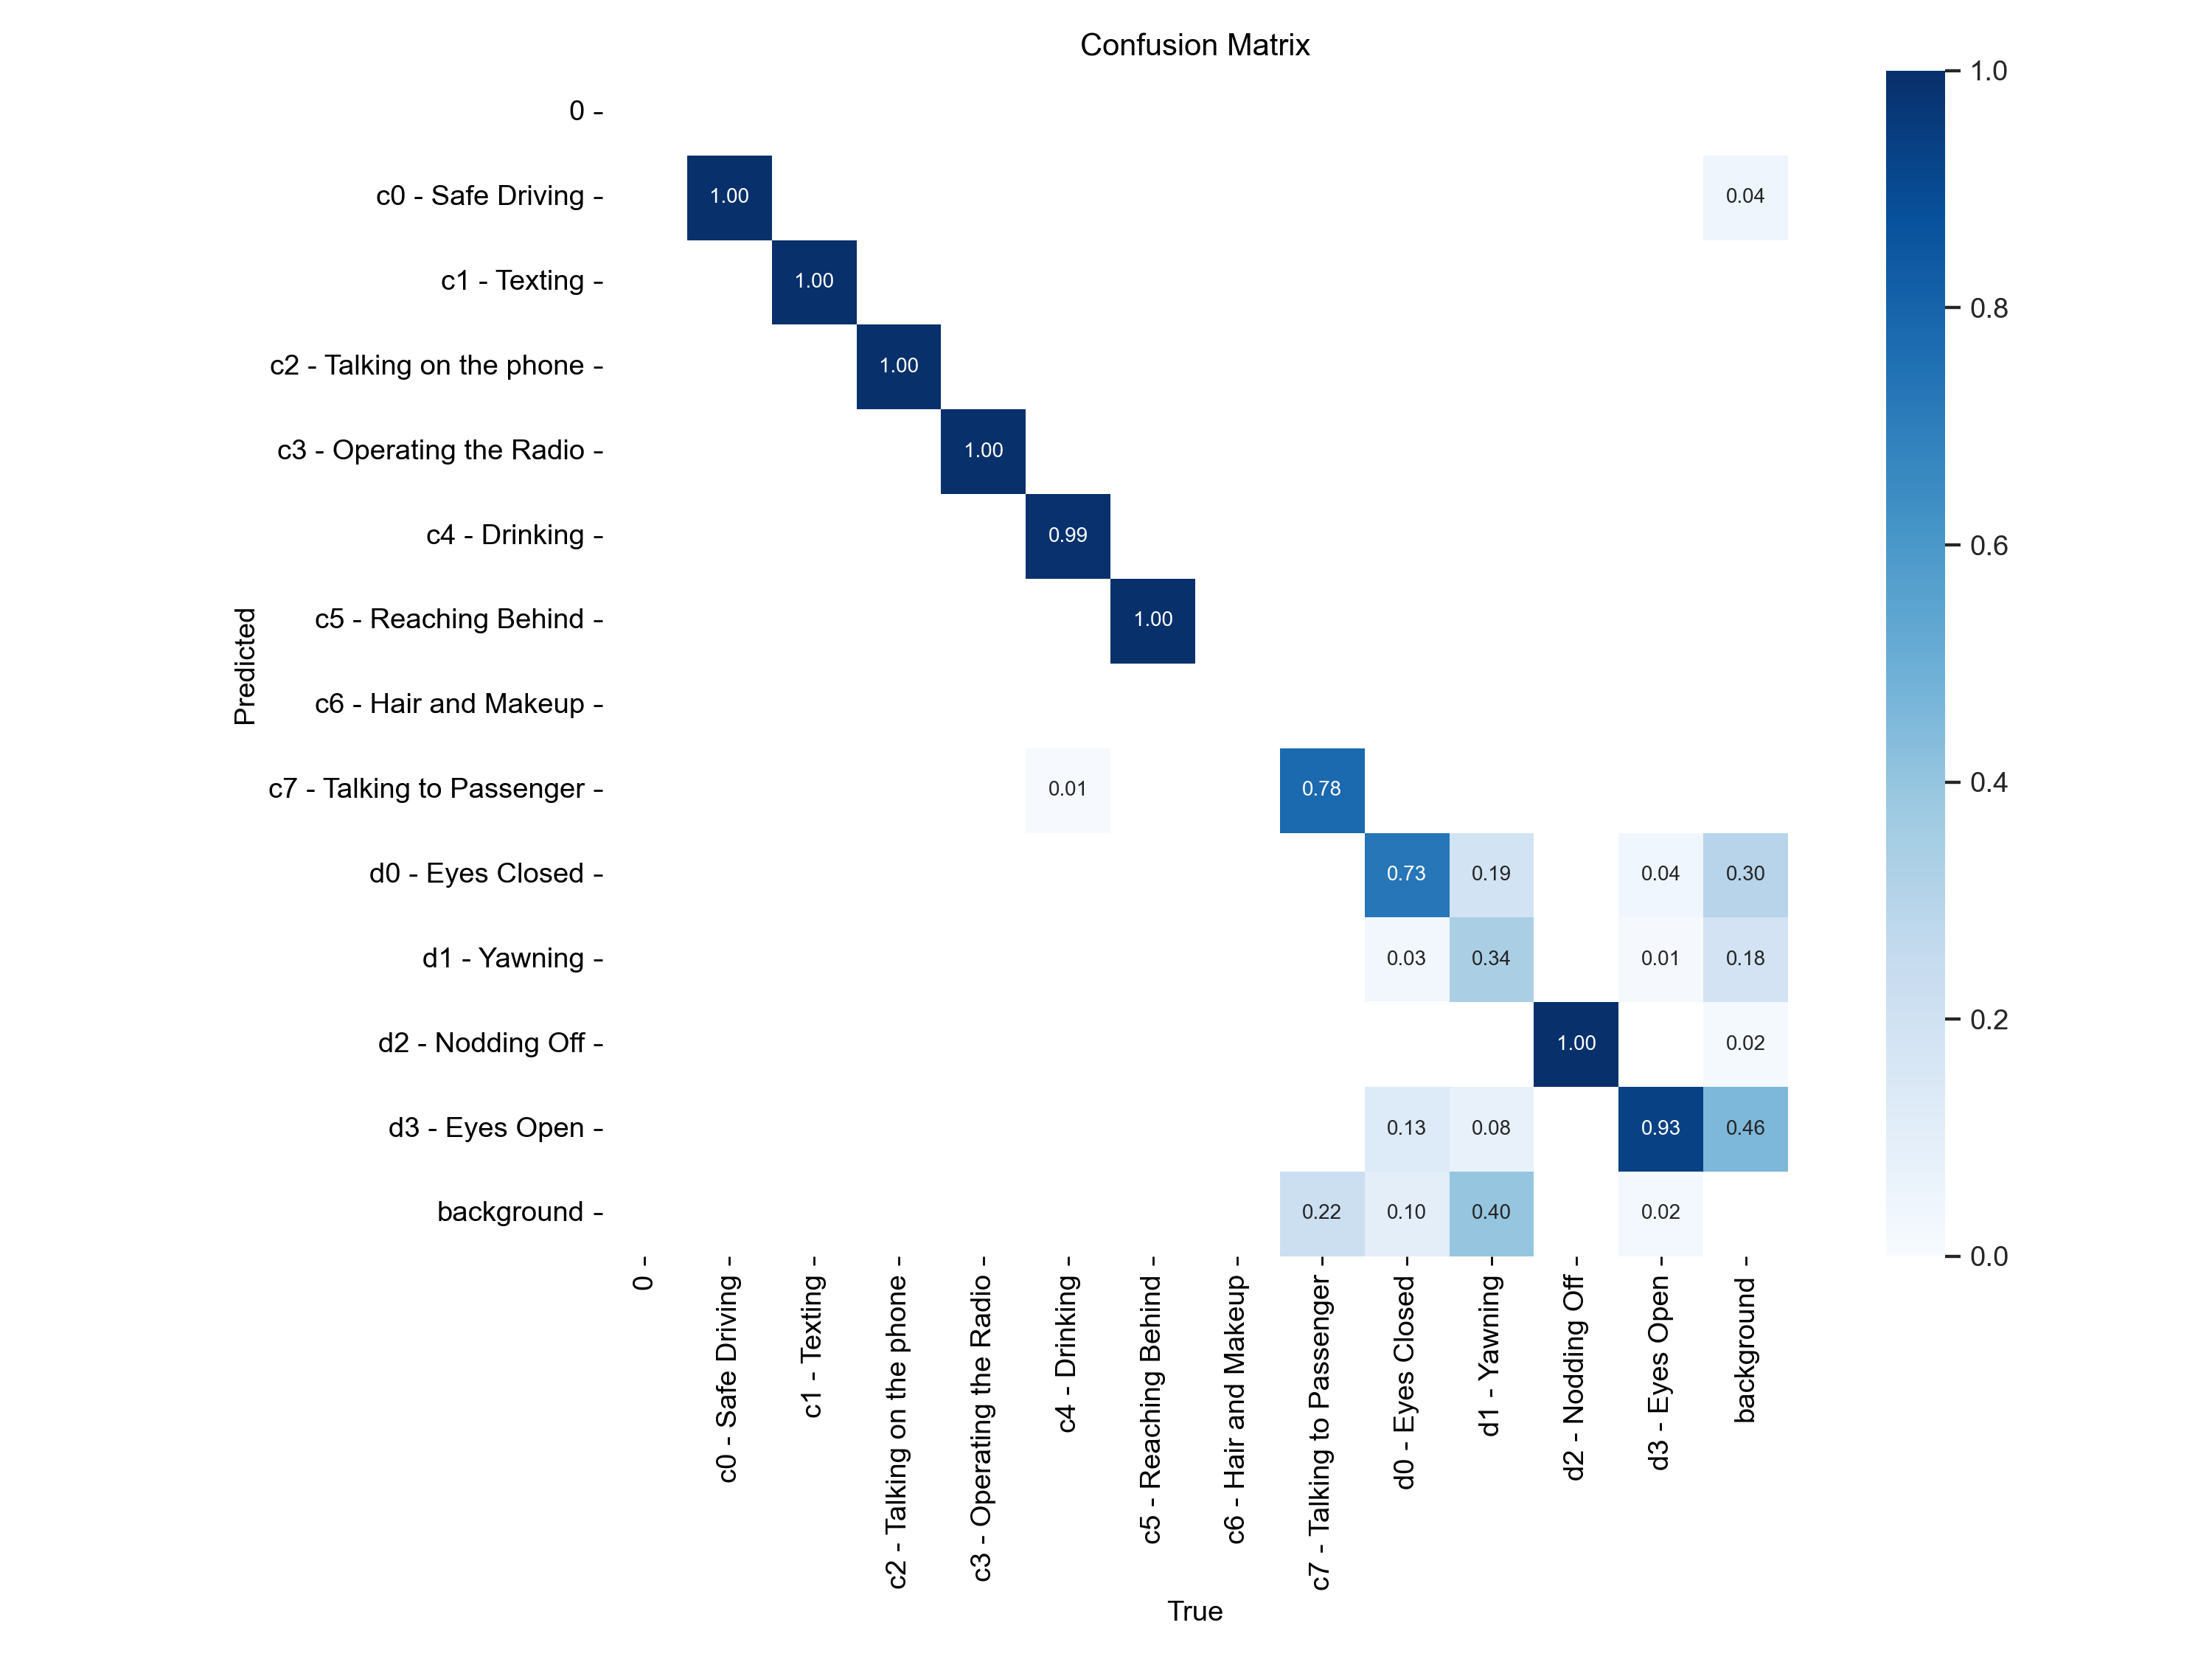 Confusion Matrix
0
c0 - Safe Driving
1.00
0.04
c1 - Texting
1.00
c2 - Talking on the phone
1.00
c3 - Operating the Radio
1.00
c4 - Drinking
0.99
c5 - Reaching Behind
1.00
c6 - Hair and Makeup
c7 - Talking to Passenger
0.01
0.78
d0 - Eyes Closed
0.73
0.19
0.04
0.30
d1 - Yawning
0.03
0.34
0.01
0.18
d2 - Nodding Off
1.00
0.02
d3 - Eyes Open
0.13
0.08
0.93
0.46
background
0.22
0.10
0.40
0.02
Predicted
0
c0 - Safe Driving
c1 - Texting
c2 - Talking on the phone
c3 - Operating the Radio
c4 - Drinking
c5 - Reaching Behind
c6 - Hair and Makeup
c7 - Talking to Passenger
d0 - Eyes Closed
d1 - Yawning
d2 - Nodding Off
d3 - Eyes Open
background
True
1.0
0.8
0.6
0.4
0.2
0.0